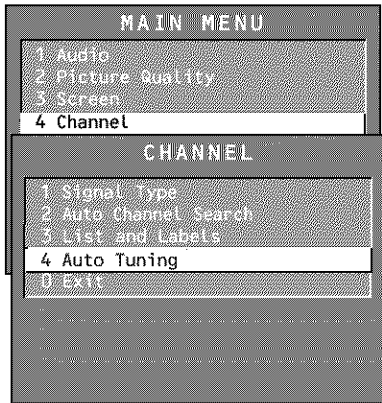 MAIN MENU
1 Audio
2 Picture Quality
3 Screen
4 Channel
CHANNEL
1 Signal Type
2 Auto Channel Search
3 List and Labels
4 Auto Tuning
0 Exit